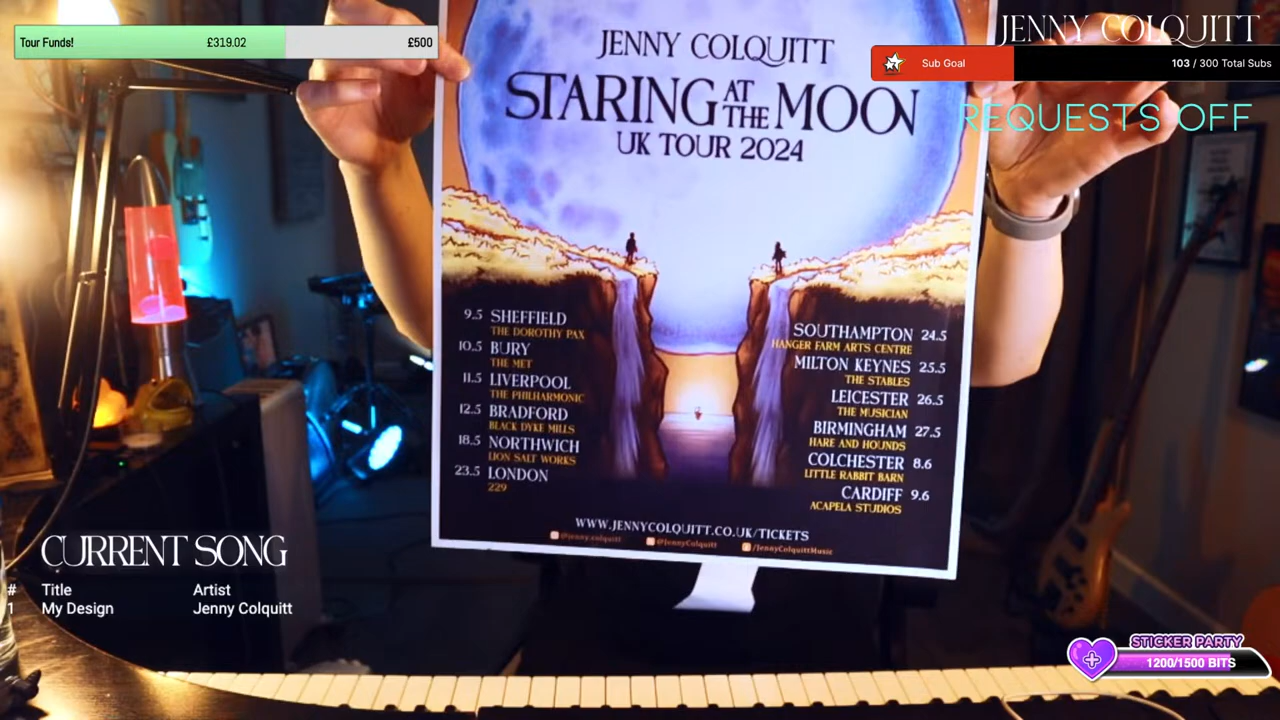 Tour Funds! £319.02 £500
JENNY COLQUITT
Sub Goal 103 / 300 Total Subs
REQUESTS OFF
JENNY COLQUITT
STARING AT THE MOON
UK TOUR 2024
9.5 SHEFFIELD
THE DOROTHY PAX
10.5 BURY
THE MET
11.5 LIVERPOOL
THE PHILHARMONIC
12.5 BRADFORD
BLACK DYKE MILLS
18.5 NORTHWICH
LION SALT WORKS
23.5 LONDON
229
SOUTHAMPTON 24.5
HANGER FARM ARTS CENTRE
MILTON KEYNES 25.5
THE STABLES
LEICESTER 26.5
THE MUSICIAN
BIRMINGHAM 27.5
HARE AND HOUNDS
COLCHESTER 8.6
LITTLE RABBIT BARN
CARDIFF 9.6
ACAPELA STUDIOS
WWW.JENNYCOLQUITT.CO.UK/TICKETS
@jenny.colquitt @JennyColquitt /JennyColquittMusic
CURRENT SONG
# Title Artist
1 My Design Jenny Colquitt
STICKER PARTY
1200/1500 BITS